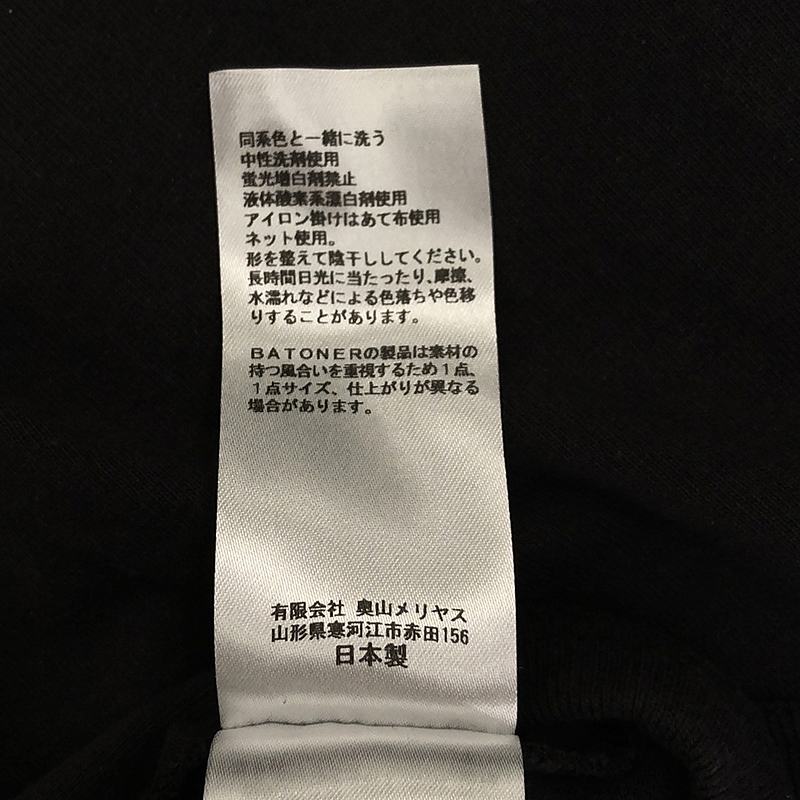 同系色と一緒に洗う
中性洗剤使用
蛍光増白剤禁止
液体酸素系漂白剤使用
アイロン掛けはあて布使用
ネット使用。
形を整えて陰干ししてください。
長時間日光に当たったり､摩擦、
水濡れなどによる色落ちや色移
りすることがあります。
ＢＡＴＯＮＥＲの製品は素材の
持つ風合いを重視するため１点、
１点サイズ、仕上がりが異なる
場合があります。
有限会社 奥山メリヤス
山形県寒河江市赤田156
日本製